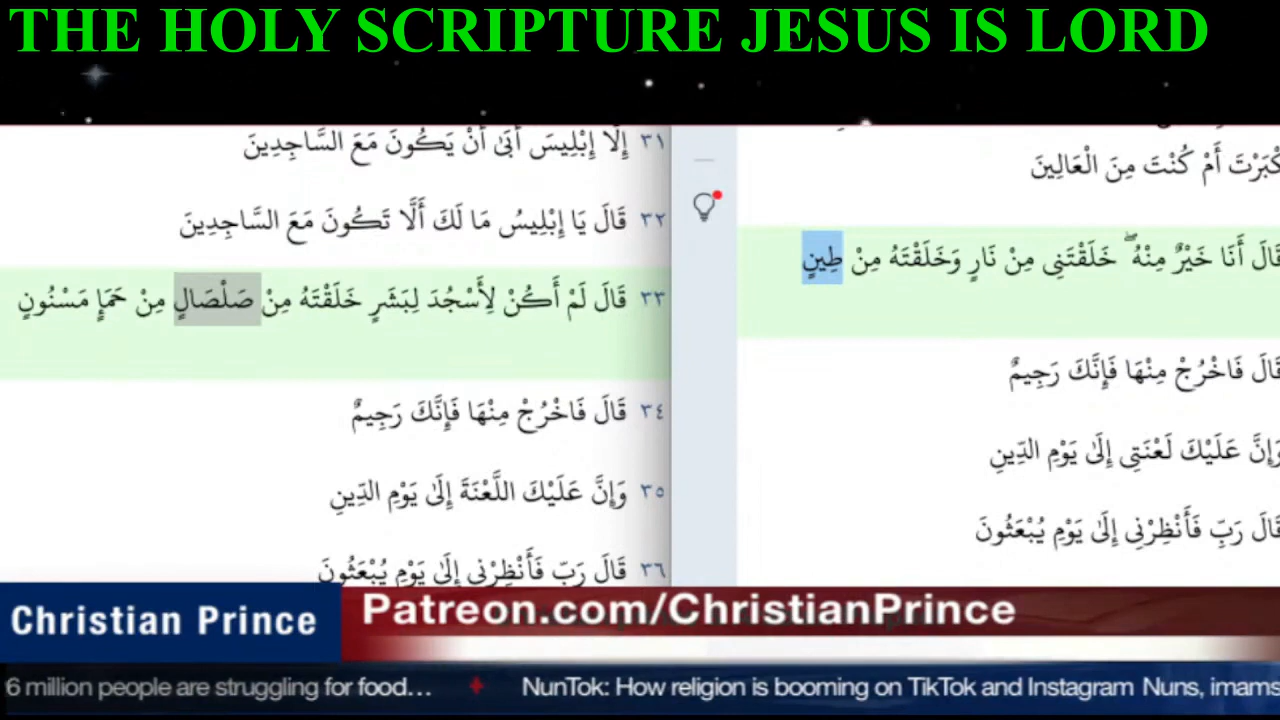 THE HOLY SCRIPTURE JESUS IS LORD
٣١ إِلَّا إِبْلِيسَ أَبَىٰ أَنْ يَكُونَ مَعَ السَّاجِدِينَ
٣٢ قَالَ يَا إِبْلِيسُ مَا لَكَ أَلَّا تَكُونَ مَعَ السَّاجِدِينَ
٣٣ قَالَ لَمْ أَكُنْ لِأَسْجُدَ لِبَشَرٍ خَلَقْتَهُ مِنْ صَلْصَالٍ مِنْ حَمَإٍ مَسْنُونٍ
٣٤ قَالَ فَاخْرُجْ مِنْهَا فَإِنَّكَ رَجِيمٌ
٣٥ وَإِنَّ عَلَيْكَ اللَّعْنَةَ إِلَىٰ يَوْمِ الدِّينِ
٣٦ قَالَ رَبِّ فَأَنْظِرْنِى إِلَىٰ يَوْمِ يُبْعَثُونَ
كْبَرْتَ أَمْ كُنْتَ مِنَ الْعَالِينَ
قَالَ أَنَا خَيْرٌ مِنْهُ ۖ خَلَقْتَنِى مِنْ نَارٍ وَخَلَقْتَهُ مِنْ طِينٍ
قَالَ فَاخْرُجْ مِنْهَا فَإِنَّكَ رَجِيمٌ
وَإِنَّ عَلَيْكَ لَعْنَتِى إِلَىٰ يَوْمِ الدِّينِ
قَالَ رَبِّ فَأَنْظِرْنِى إِلَىٰ يَوْمِ يُبْعَثُونَ
Christian Prince
Patreon.com/ChristianPrince
6 million people are struggling for food... NunTok: How religion is booming on TikTok and Instagram Nuns, imams